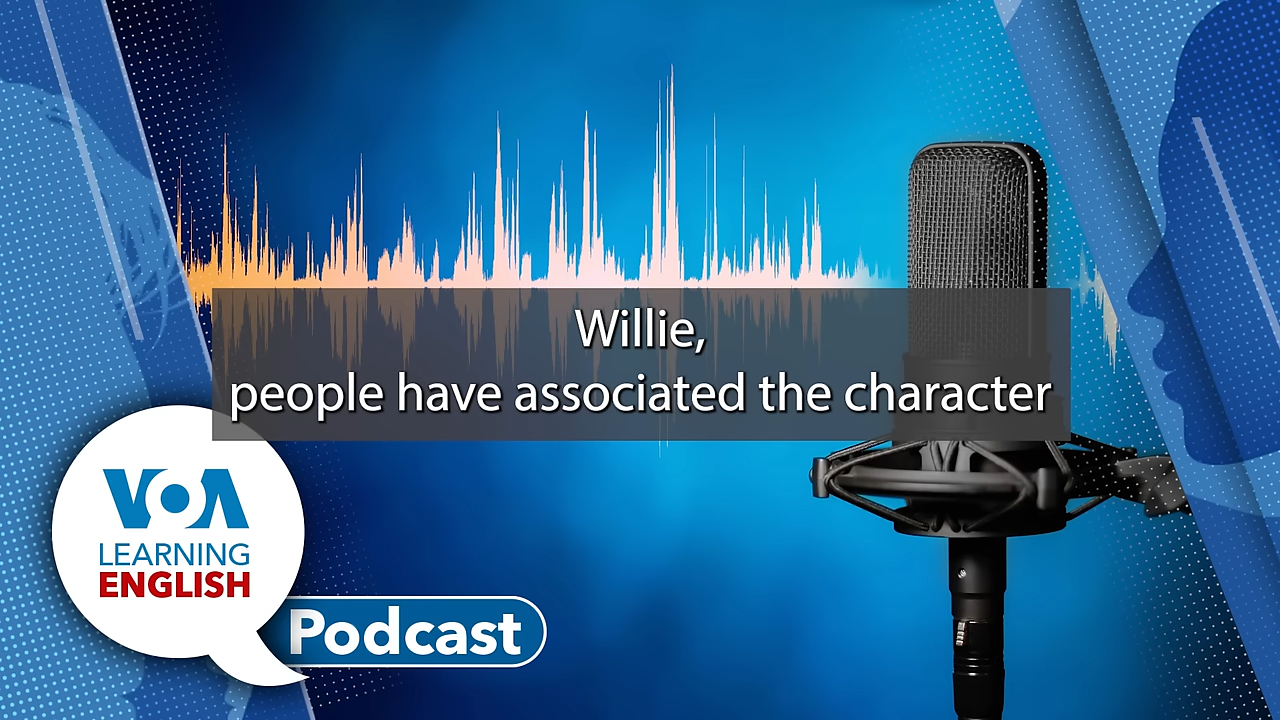 Willie,
people have associated the character
VOA
LEARNING
ENGLISH
Podcast